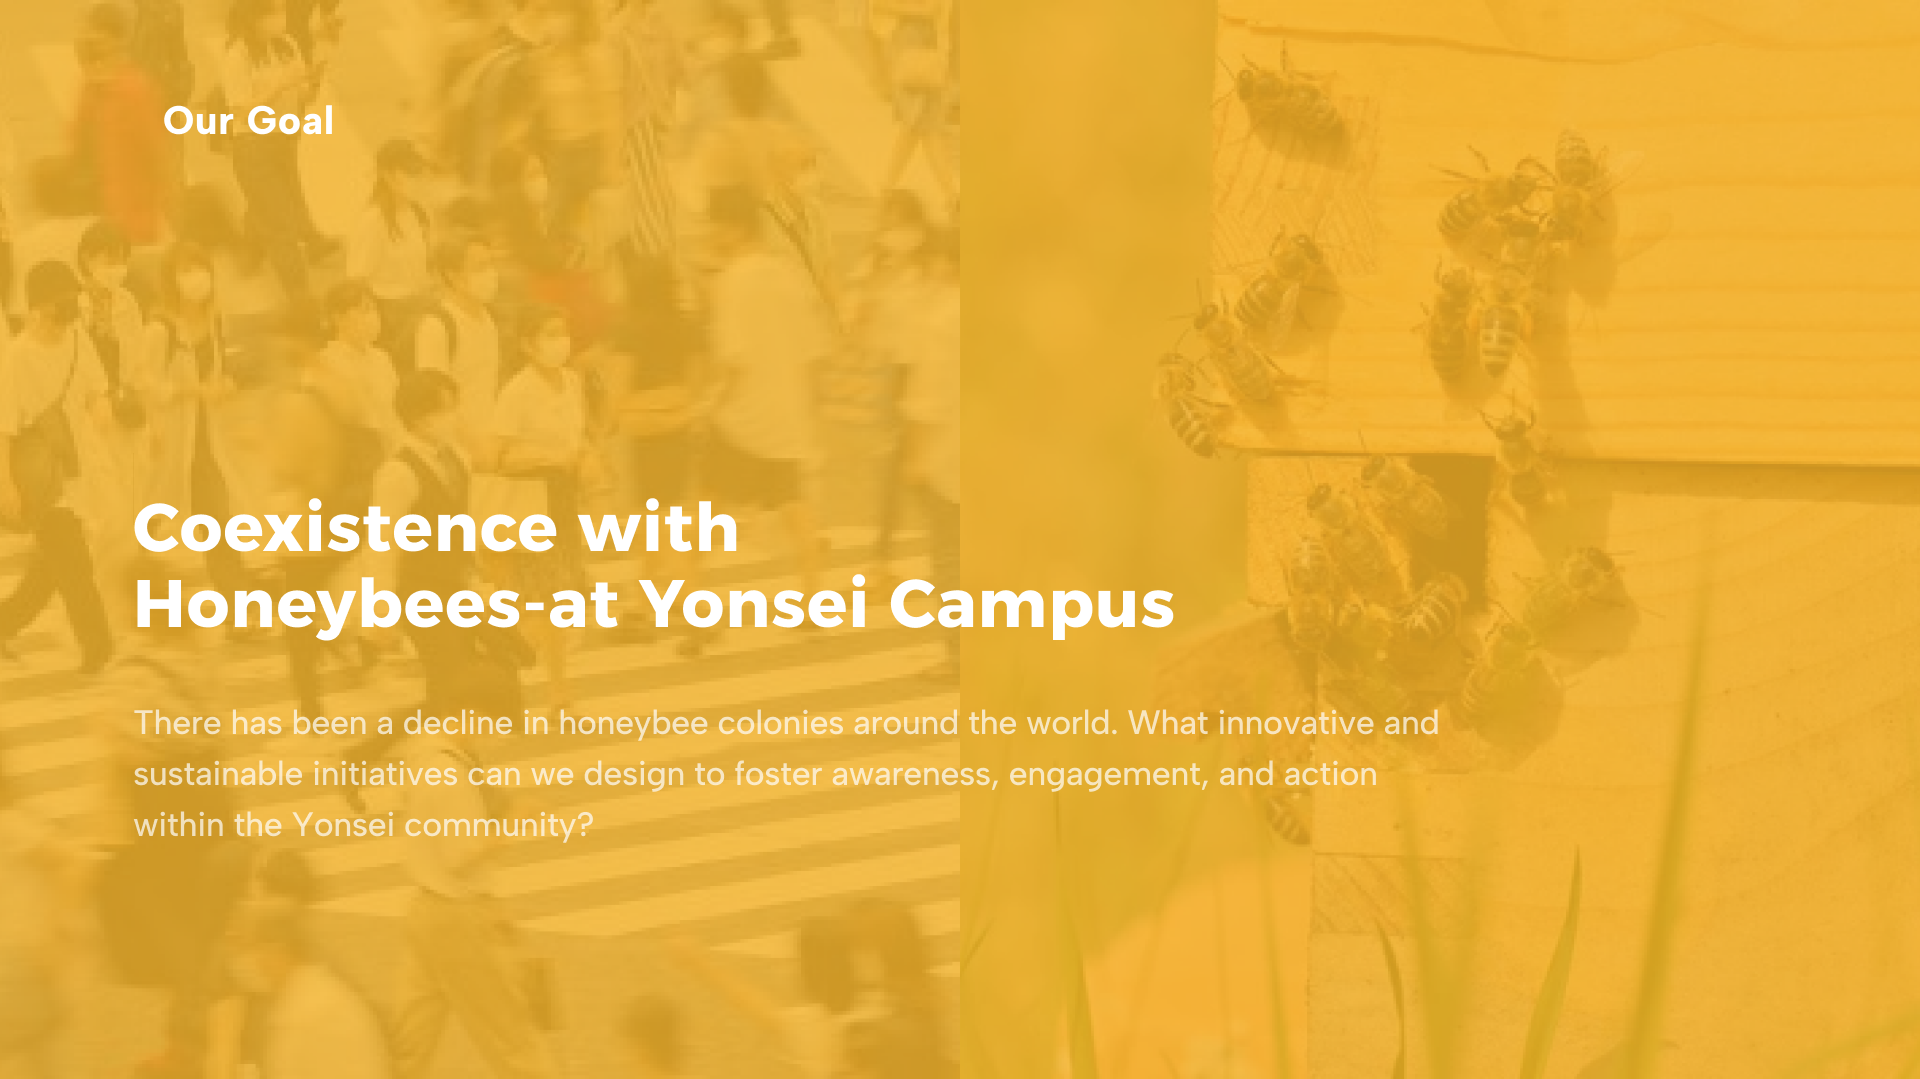 Our Goal
Coexistence with
Honeybees-at Yonsei Campus
There has been a decline in honeybee colonies around the world. What innovative and
sustainable initiatives can we design to foster awareness, engagement, and action
within the Yonsei community?